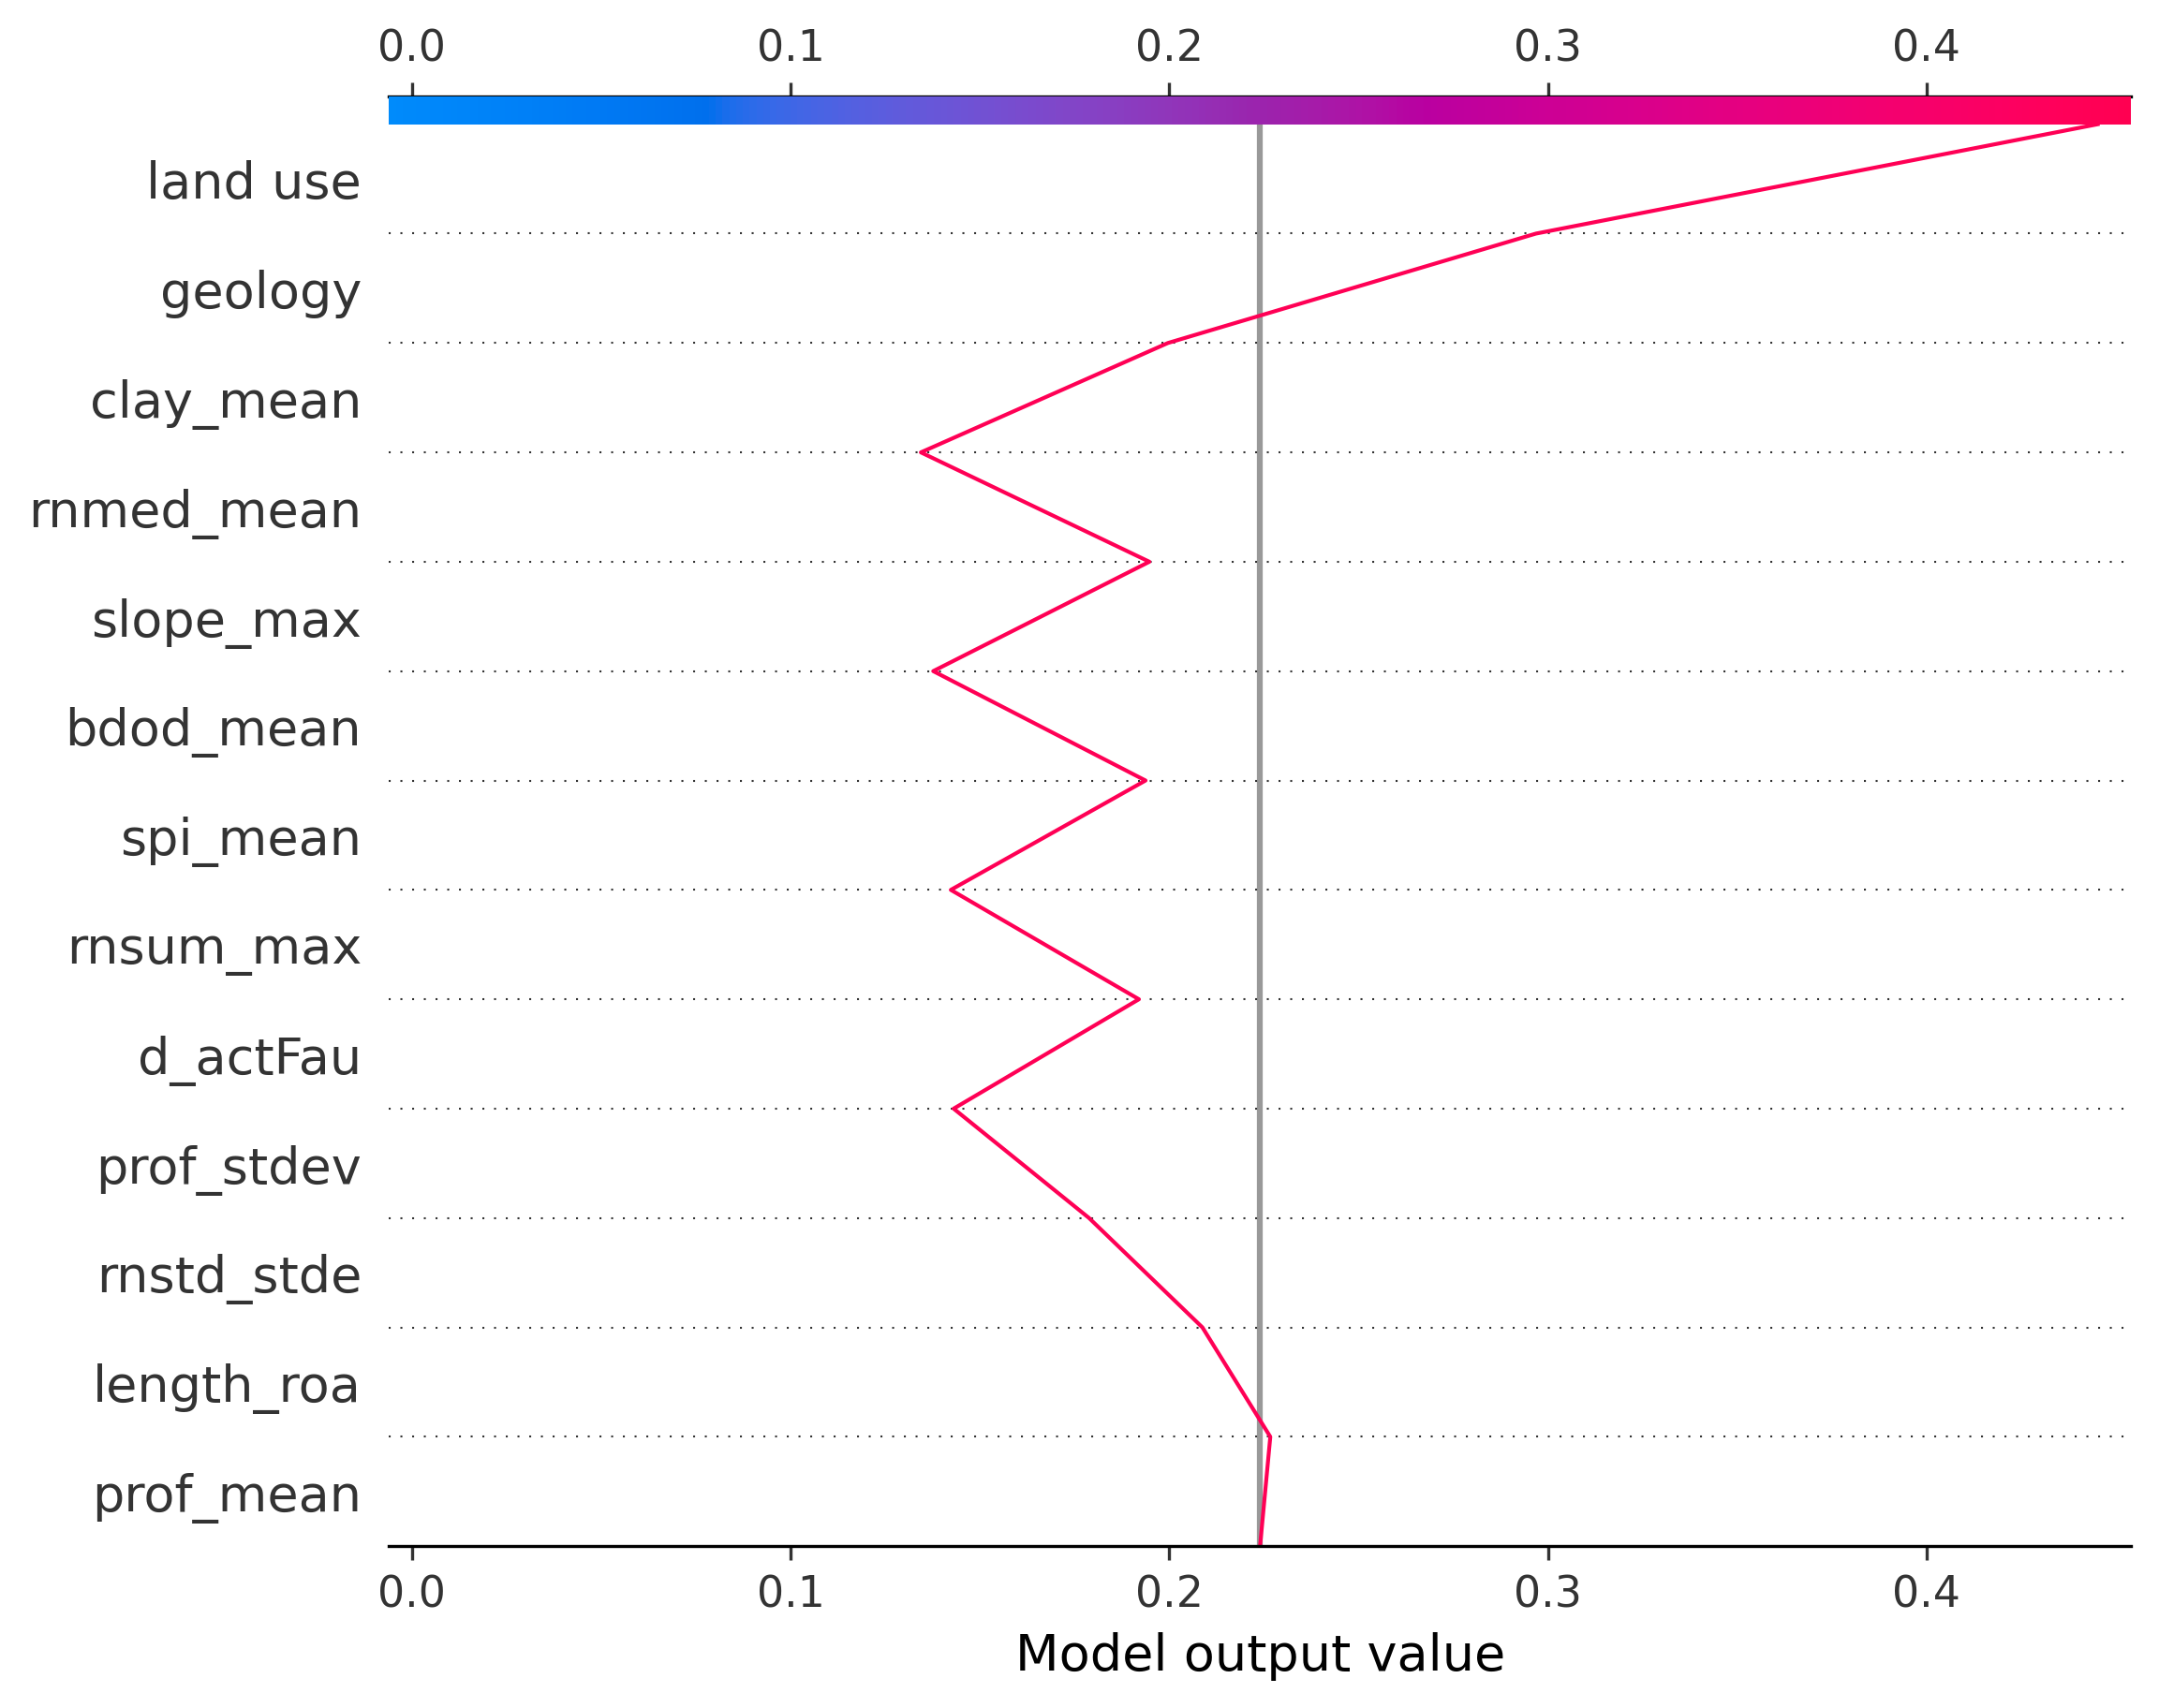 0.0 0.1 0.2 0.3 0.4
land use
geology
clay_mean
rnmed_mean
slope_max
bdod_mean
spi_mean
rnsum_max
d_actFau
prof_stdev
rnstd_stde
length_roa
prof_mean
0.0 0.1 0.2 0.3 0.4
Model output value